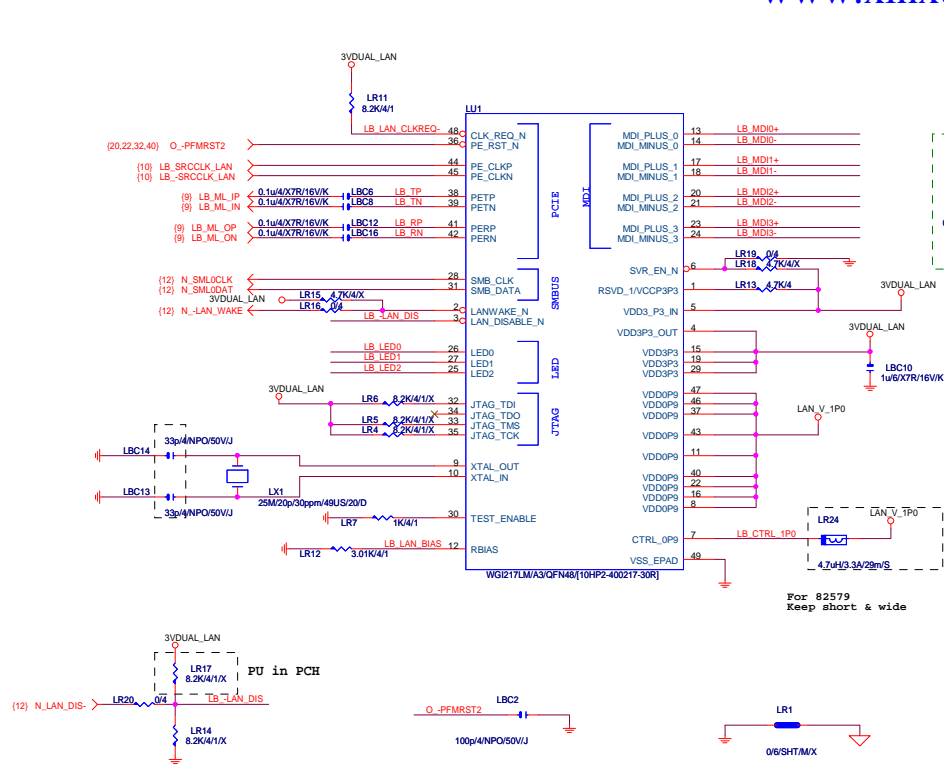 3VDUAL_LAN
LR11
8.2K/4/1
LU1
LB_LAN_CLKREQ- 48 CLK_REQ_N
{20,22,32,40} O_-PFMRST2 36 PE_RST_N
{10} LB_SRCCLK_LAN 44 PE_CLKP
{10} LB_-SRCCLK_LAN 45 PE_CLKN
{9} LB_ML_IP 0.1u/4/X7R/16V/K LBC6 LB_TP 38 PETP
{9} LB_ML_IN 0.1u/4/X7R/16V/K LBC8 LB_TN 39 PETN
{9} LB_ML_OP 0.1u/4/X7R/16V/K LBC12 LB_RP 41 PERP
{9} LB_ML_ON 0.1u/4/X7R/16V/K LBC16 LB_RN 42 PERN
PCIE
{12} N_SML0CLK 28 SMB_CLK
{12} N_SML0DAT 31 SMB_DATA
3VDUAL_LAN LR15 4.7K/4/X
{12} N_-LAN_WAKE LR16 0/4 2 LANWAKE_N
LB_-LAN_DIS 3 LAN_DISABLE_N
SMBUS
LB_LED0 26 LED0
LB_LED1 27 LED1
LB_LED2 25 LED2
LED
3VDUAL_LAN
LR6 8.2K/4/1/X 32 JTAG_TDI
34 JTAG_TDO
LR5 8.2K/4/1/X 33 JTAG_TMS
LR4 8.2K/4/1/X 35 JTAG_TCK
JTAG
33p/4/NPO/50V/J
LBC14
9 XTAL_OUT
10 XTAL_IN
LBC13
LX1
25M/20p/30ppm/49US/20/D
33p/4/NPO/50V/J
LR7 1K/4/1 30 TEST_ENABLE
LR12 3.01K/4/1 LB_LAN_BIAS 12 RBIAS
WGI217LM/A3/QFN48/[10HP2-400217-30R]
MDI
MDI_PLUS_0 13 LB_MDI0+
MDI_MINUS_0 14 LB_MDI0-
MDI_PLUS_1 17 LB_MDI1+
MDI_MINUS_1 18 LB_MDI1-
MDI_PLUS_2 20 LB_MDI2+
MDI_MINUS_2 21 LB_MDI2-
MDI_PLUS_3 23 LB_MDI3+
MDI_MINUS_3 24 LB_MDI3-
LR19 0/4
SVR_EN_N 6 LR18 4.7K/4/X
RSVD_1/VCCP3P3 1 LR13 4.7K/4
3VDUAL_LAN
VDD3_P3_IN 5
VDD3P3_OUT 4
3VDUAL_LAN
VDD3P3 15
VDD3P3 19
VDD3P3 29
LBC10
1u/6/X7R/16V/K
VDD0P9 47
VDD0P9 46
VDD0P9 37
LAN_V_1P0
VDD0P9 43
VDD0P9 11
VDD0P9 40
VDD0P9 22
VDD0P9 16
VDD0P9 8
LR24 LAN_V_1P0
CTRL_0P9 7 LB_CTRL_1P0
VSS_EPAD 49
4.7uH/3.3A/29m/S
For 82579
Keep short & wide
3VDUAL_LAN
LR17
8.2K/4/1/X
PU in PCH
{12} N_LAN_DIS- LR20 0/4 LB_-LAN_DIS
LR14
8.2K/4/1/X
O_-PFMRST2 LBC2
100p/4/NPO/50V/J
LR1
0/6/SHT/M/X